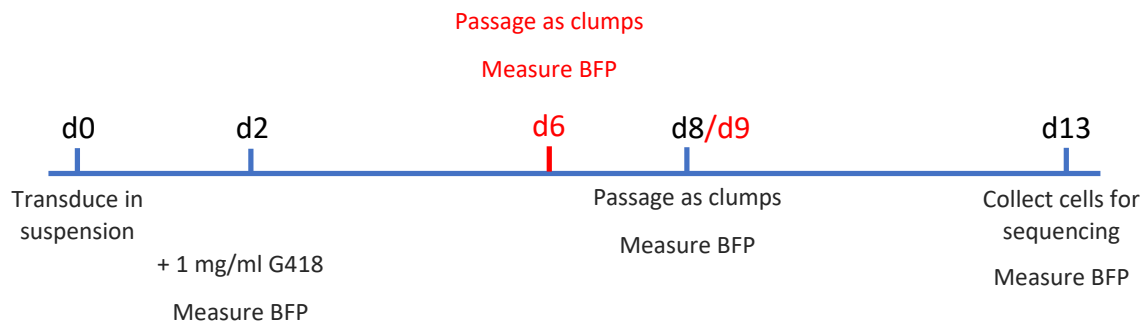 Passage as clumps
Measure BFP
d0
d2
d6
d8/d9
d13
Transduce in
suspension
+ 1 mg/ml G418
Measure BFP
Passage as clumps
Measure BFP
Collect cells for
sequencing
Measure BFP